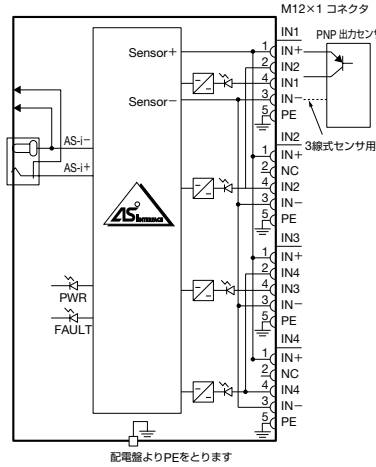 M12×1 コネクタ
IN1
PNP 出力センサ
Sensor+
1 IN+
2 IN2
4 IN1
Sensor−
3 IN−
5 PE
3線式センサ用
AS-i−
AS-i+
IN2
1 IN+
2 NC
4 IN2
3 IN−
5 PE
AS INTERFACE
IN3
1 IN+
2 IN4
4 IN3
3 IN−
5 PE
PWR
FAULT
IN4
1 IN+
2 NC
4 IN4
3 IN−
5 PE
配電盤よりPEをとります